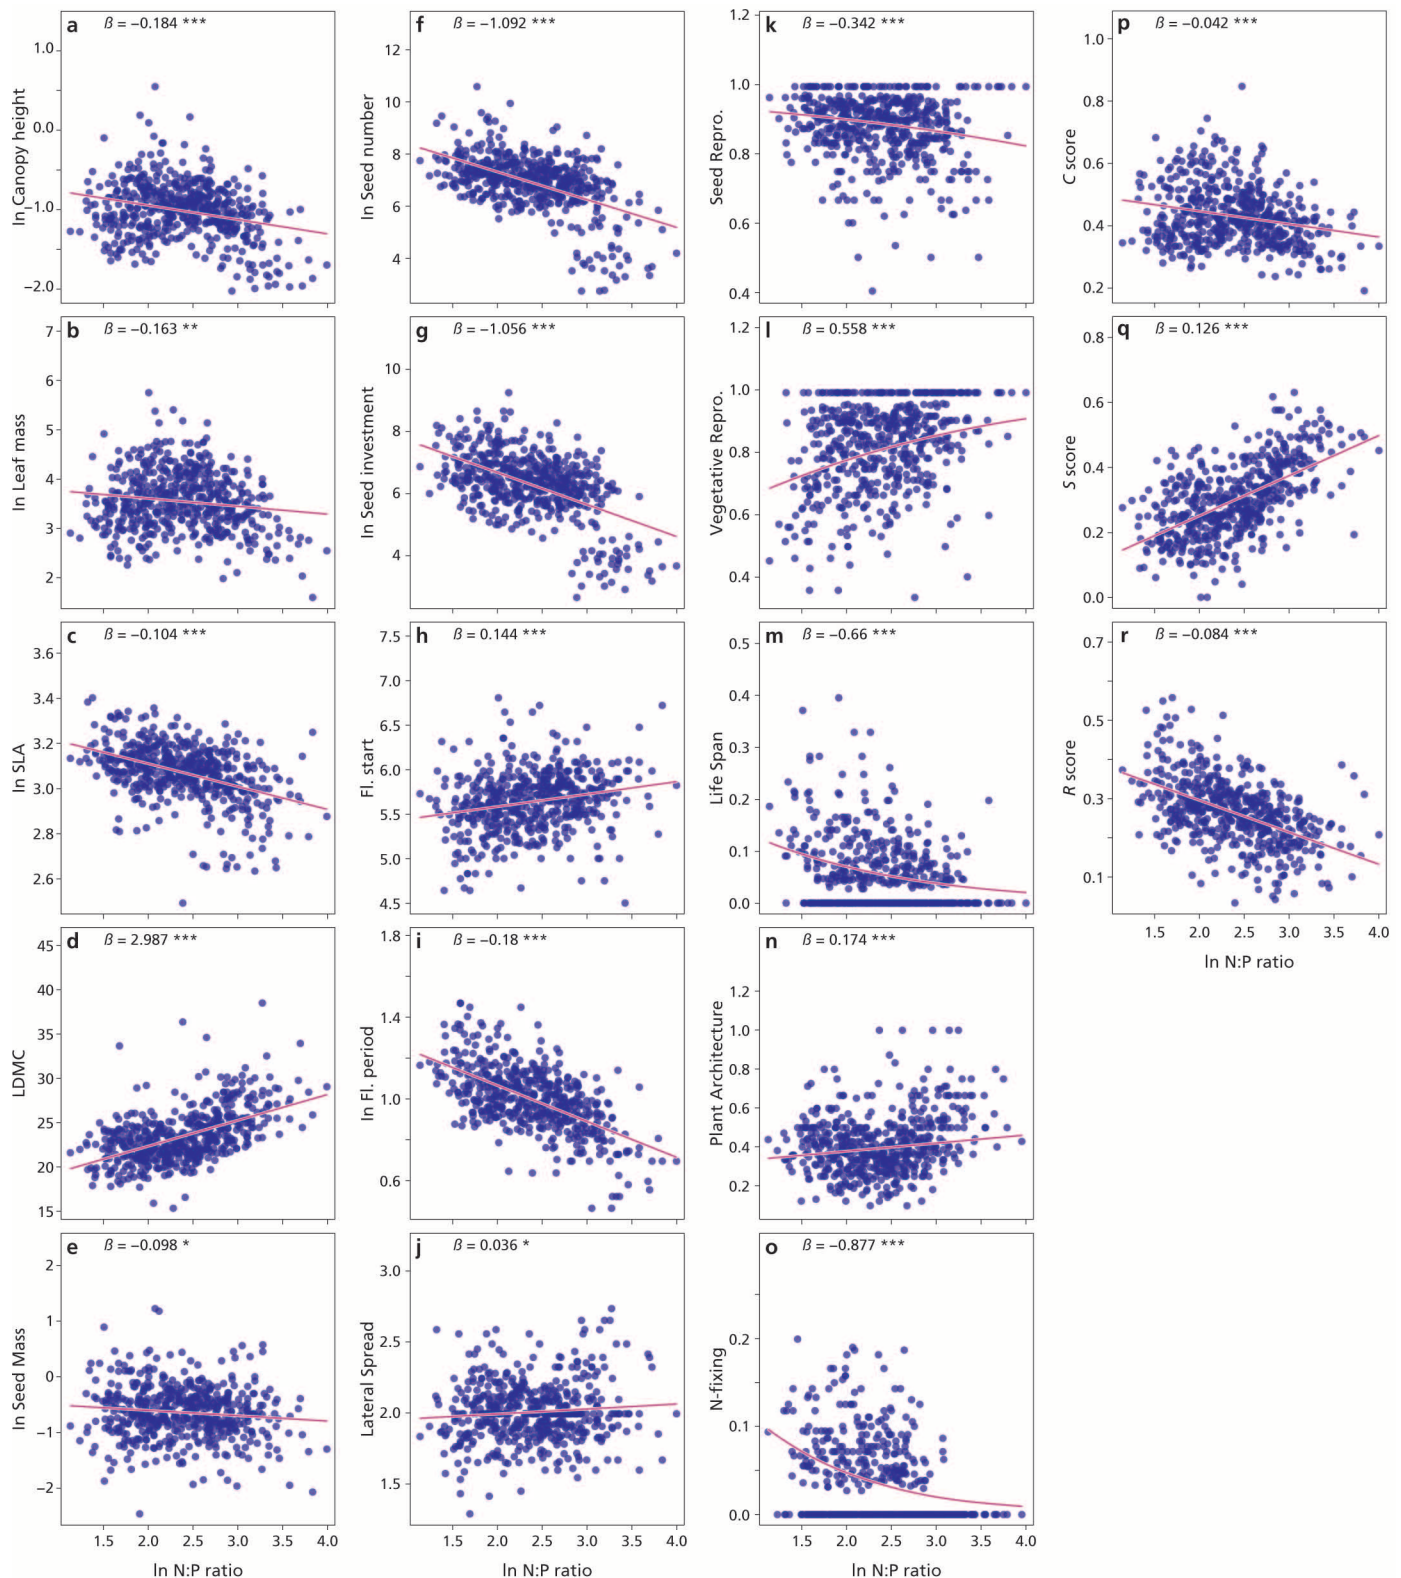 a β = −0.184 ***
ln Canopy height
1.0
0.0
−1.0
−2.0
b β = −0.163 **
ln Leaf mass
7
6
5
4
3
2
c β = −0.104 ***
ln SLA
3.6
3.4
3.2
3.0
2.8
2.6
d β = 2.987 ***
LDMC
45
40
35
30
25
20
15
e β = −0.098 *
ln Seed Mass
2
1
0
−1
−2
1.5 2.0 2.5 3.0 3.5 4.0
ln N:P ratio
f β = −1.092 ***
ln Seed number
12
10
8
6
4
g β = −1.056 ***
ln Seed investment
10
8
6
4
h β = 0.144 ***
Fl. start
7.5
7.0
6.5
6.0
5.5
5.0
4.5
i β = −0.18 ***
ln Fl. period
1.8
1.4
1.0
0.6
j β = 0.036 *
Lateral Spread
3.0
2.5
2.0
1.5
1.5 2.0 2.5 3.0 3.5 4.0
ln N:P ratio
k β = −0.342 ***
Seed Repro.
1.2
1.0
0.8
0.6
0.4
l β = 0.558 ***
Vegetative Repro.
1.2
1.0
0.8
0.6
0.4
m β = −0.66 ***
Life Span
0.5
0.4
0.3
0.2
0.1
0.0
n β = 0.174 ***
Plant Architecture
1.2
1.0
0.8
0.6
0.4
0.2
o β = −0.877 ***
N-fixing
0.2
0.1
0.0
1.5 2.0 2.5 3.0 3.5 4.0
ln N:P ratio
p β = −0.042 ***
C score
1.0
0.8
0.6
0.4
0.2
q β = 0.126 ***
S score
0.8
0.6
0.4
0.2
0.0
r β = −0.084 ***
R score
0.7
0.5
0.3
0.1
1.5 2.0 2.5 3.0 3.5 4.0
ln N:P ratio